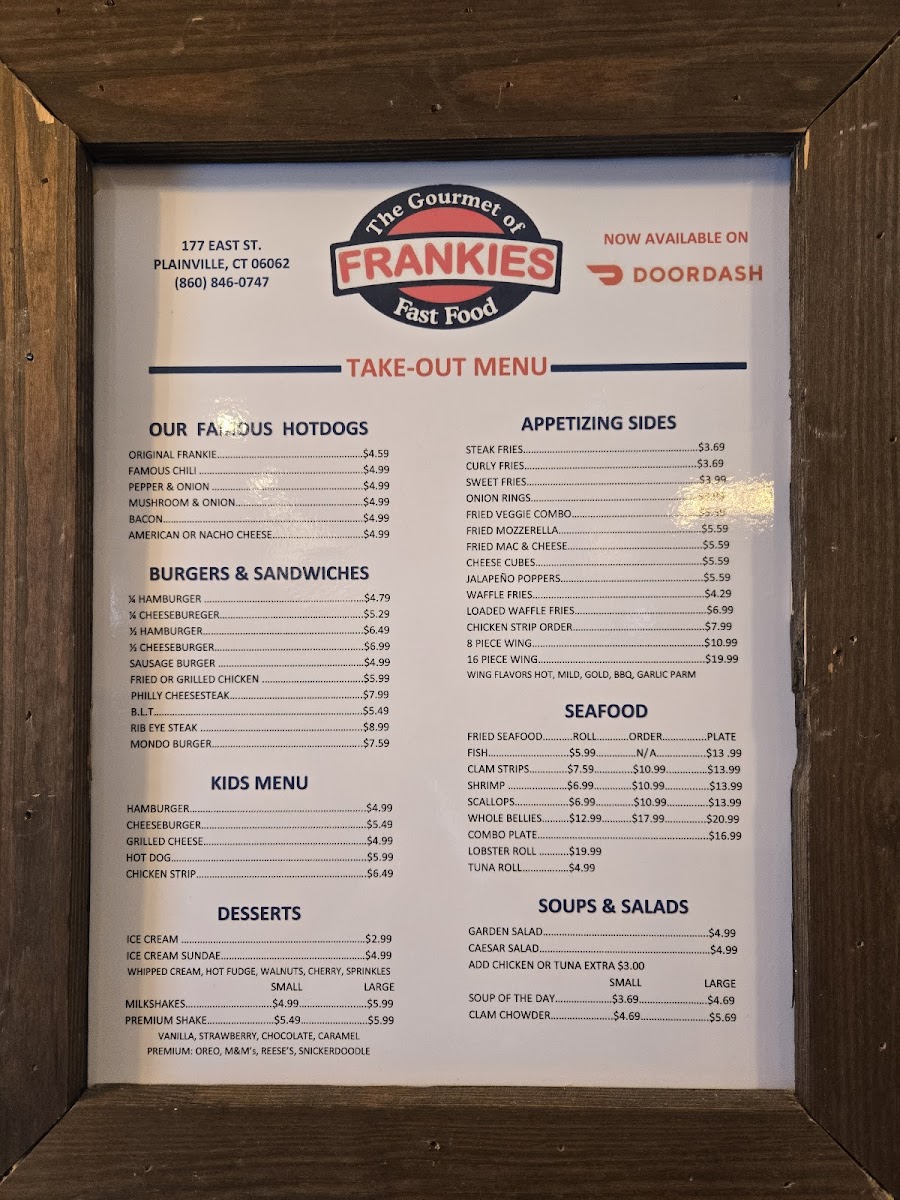 177 EAST ST.
PLAINVILLE, CT 06062
(860) 846-0747
The Gourmet of
FRANKIES
Fast Food
NOW AVAILABLE ON
DOORDASH
TAKE-OUT MENU
OUR FAMOUS HOTDOGS
ORIGINAL FRANKIE....$4.59
FAMOUS CHILI....$4.99
PEPPER & ONION....$4.99
MUSHROOM & ONION....$4.99
BACON....$4.99
AMERICAN OR NACHO CHEESE....$4.99
BURGERS & SANDWICHES
¼ HAMBURGER....$4.79
¼ CHEESEBUREGER....$5.29
½ HAMBURGER....$6.49
½ CHEESEBURGER....$6.99
SAUSAGE BURGER....$4.99
FRIED OR GRILLED CHICKEN....$5.99
PHILLY CHEESESTEAK....$7.99
B.L.T....$5.49
RIB EYE STEAK....$8.99
MONDO BURGER....$7.59
KIDS MENU
HAMBURGER....$4.99
CHEESEBURGER....$5.49
GRILLED CHEESE....$4.99
HOT DOG....$5.99
CHICKEN STRIP....$6.49
DESSERTS
ICE CREAM....$2.99
ICE CREAM SUNDAE....$4.99
WHIPPED CREAM, HOT FUDGE, WALNUTS, CHERRY, SPRINKLES
SMALL LARGE
MILKSHAKES....$4.99....$5.99
PREMIUM SHAKE....$5.49....$5.99
VANILLA, STRAWBERRY, CHOCOLATE, CARAMEL
PREMIUM: OREO, M&M's, REESE'S, SNICKERDOODLE
APPETIZING SIDES
STEAK FRIES....$3.69
CURLY FRIES....$3.69
SWEET FRIES....$3.99
ONION RINGS....
FRIED VEGGIE COMBO....
FRIED MOZZERELLA....$5.59
FRIED MAC & CHEESE....$5.59
CHEESE CUBES....$5.59
JALAPEÑO POPPERS....$5.59
WAFFLE FRIES....$4.29
LOADED WAFFLE FRIES....$6.99
CHICKEN STRIP ORDER....$7.99
8 PIECE WING....$10.99
16 PIECE WING....$19.99
WING FLAVORS HOT, MILD, GOLD, BBQ, GARLIC PARM
SEAFOOD
FRIED SEAFOOD....ROLL....ORDER....PLATE
FISH....$5.99....N/A....$13 .99
CLAM STRIPS....$7.59....$10.99....$13.99
SHRIMP....$6.99....$10.99....$13.99
SCALLOPS....$6.99....$10.99....$13.99
WHOLE BELLIES....$12.99....$17.99....$20.99
COMBO PLATE....$16.99
LOBSTER ROLL....$19.99
TUNA ROLL....$4.99
SOUPS & SALADS
GARDEN SALAD....$4.99
CAESAR SALAD....$4.99
ADD CHICKEN OR TUNA EXTRA $3.00
SMALL LARGE
SOUP OF THE DAY....$3.69....$4.69
CLAM CHOWDER....$4.69....$5.69